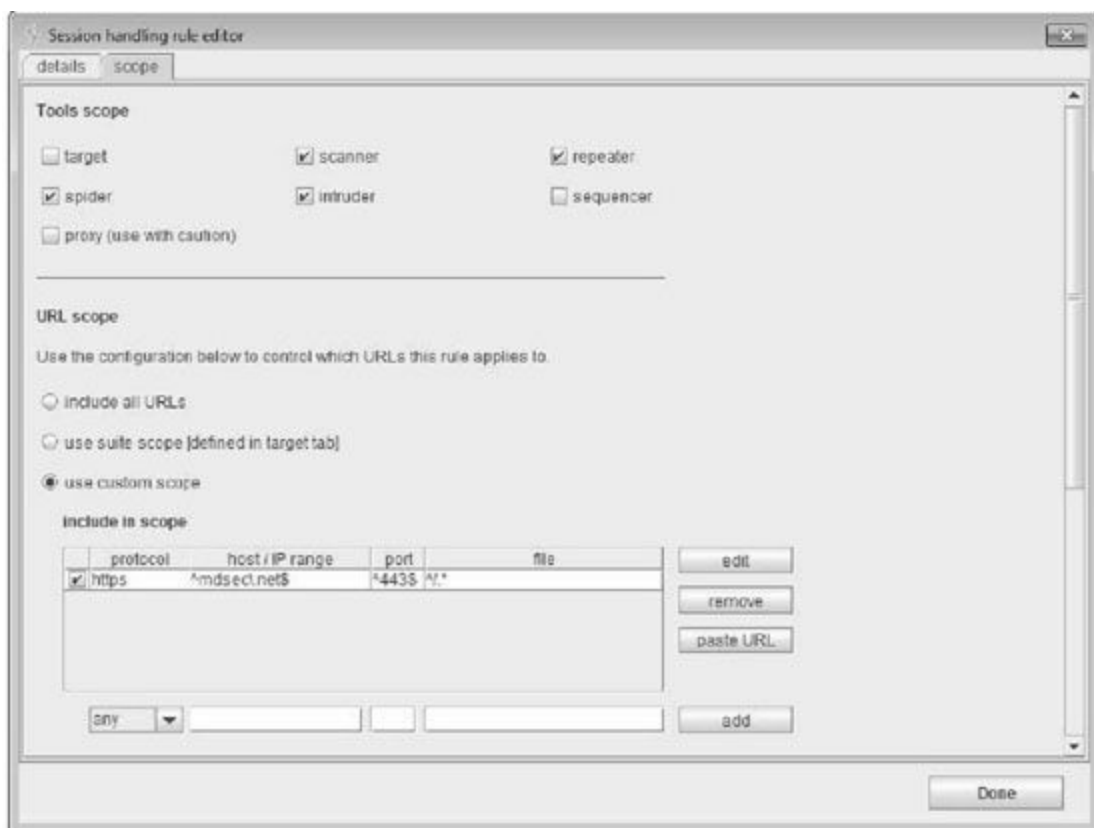 Session handling rule editor
details scope
Tools scope
target scanner repeater
spider intruder sequencer
proxy (use with caution)
URL scope
Use the configuration below to control which URLs this rule applies to.
include all URLs
use suite scope [defined in target tab]
use custom scope
include in scope
protocol host / IP range port file
https ^mdsec\.net$ ^443$ ^/.*
edit
remove
paste URL
any add
Done